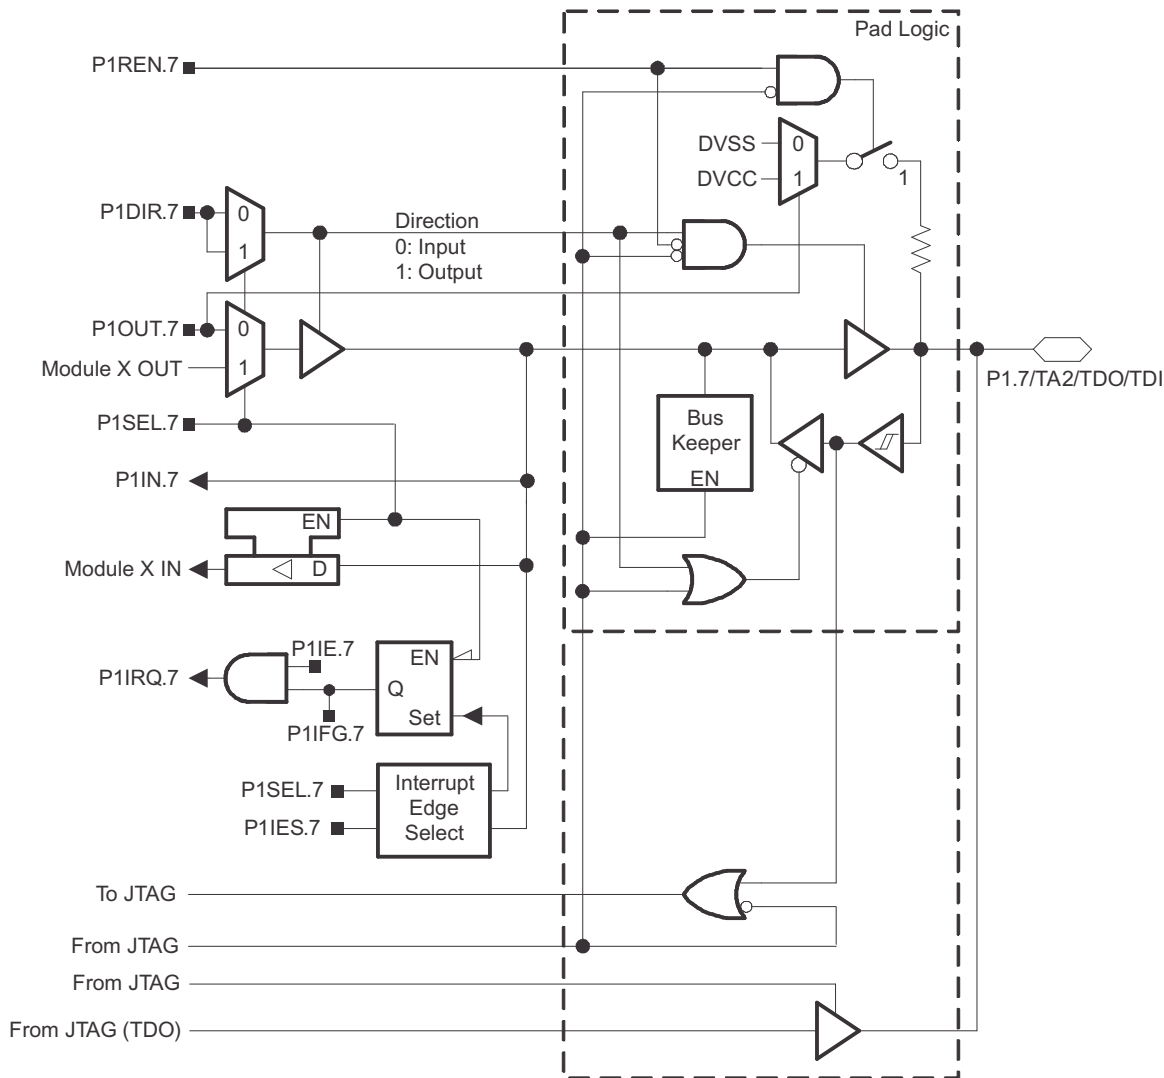 Pad Logic
P1REN.7
DVSS
0
DVCC
1
1
P1DIR.7
0
1
Direction
0: Input
1: Output
P1OUT.7
0
Module X OUT
1
P1.7/TA2/TDO/TDI
P1SEL.7
Bus
Keeper
EN
P1IN.7
EN
Module X IN
D
P1IE.7
P1IRQ.7
EN
Q
Set
P1IFG.7
P1SEL.7
P1IES.7
Interrupt
Edge
Select
To JTAG
From JTAG
From JTAG
From JTAG (TDO)